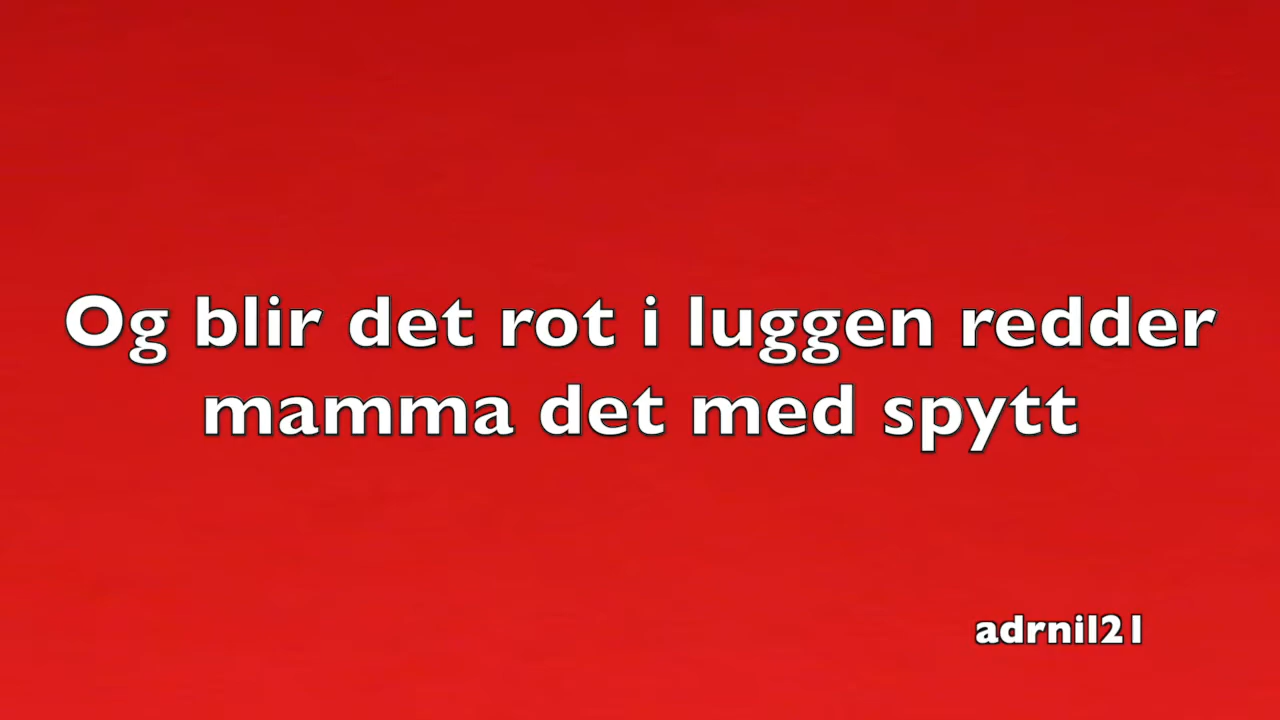 Og blir det rot i luggen redder
mamma det med spytt
adrnil21